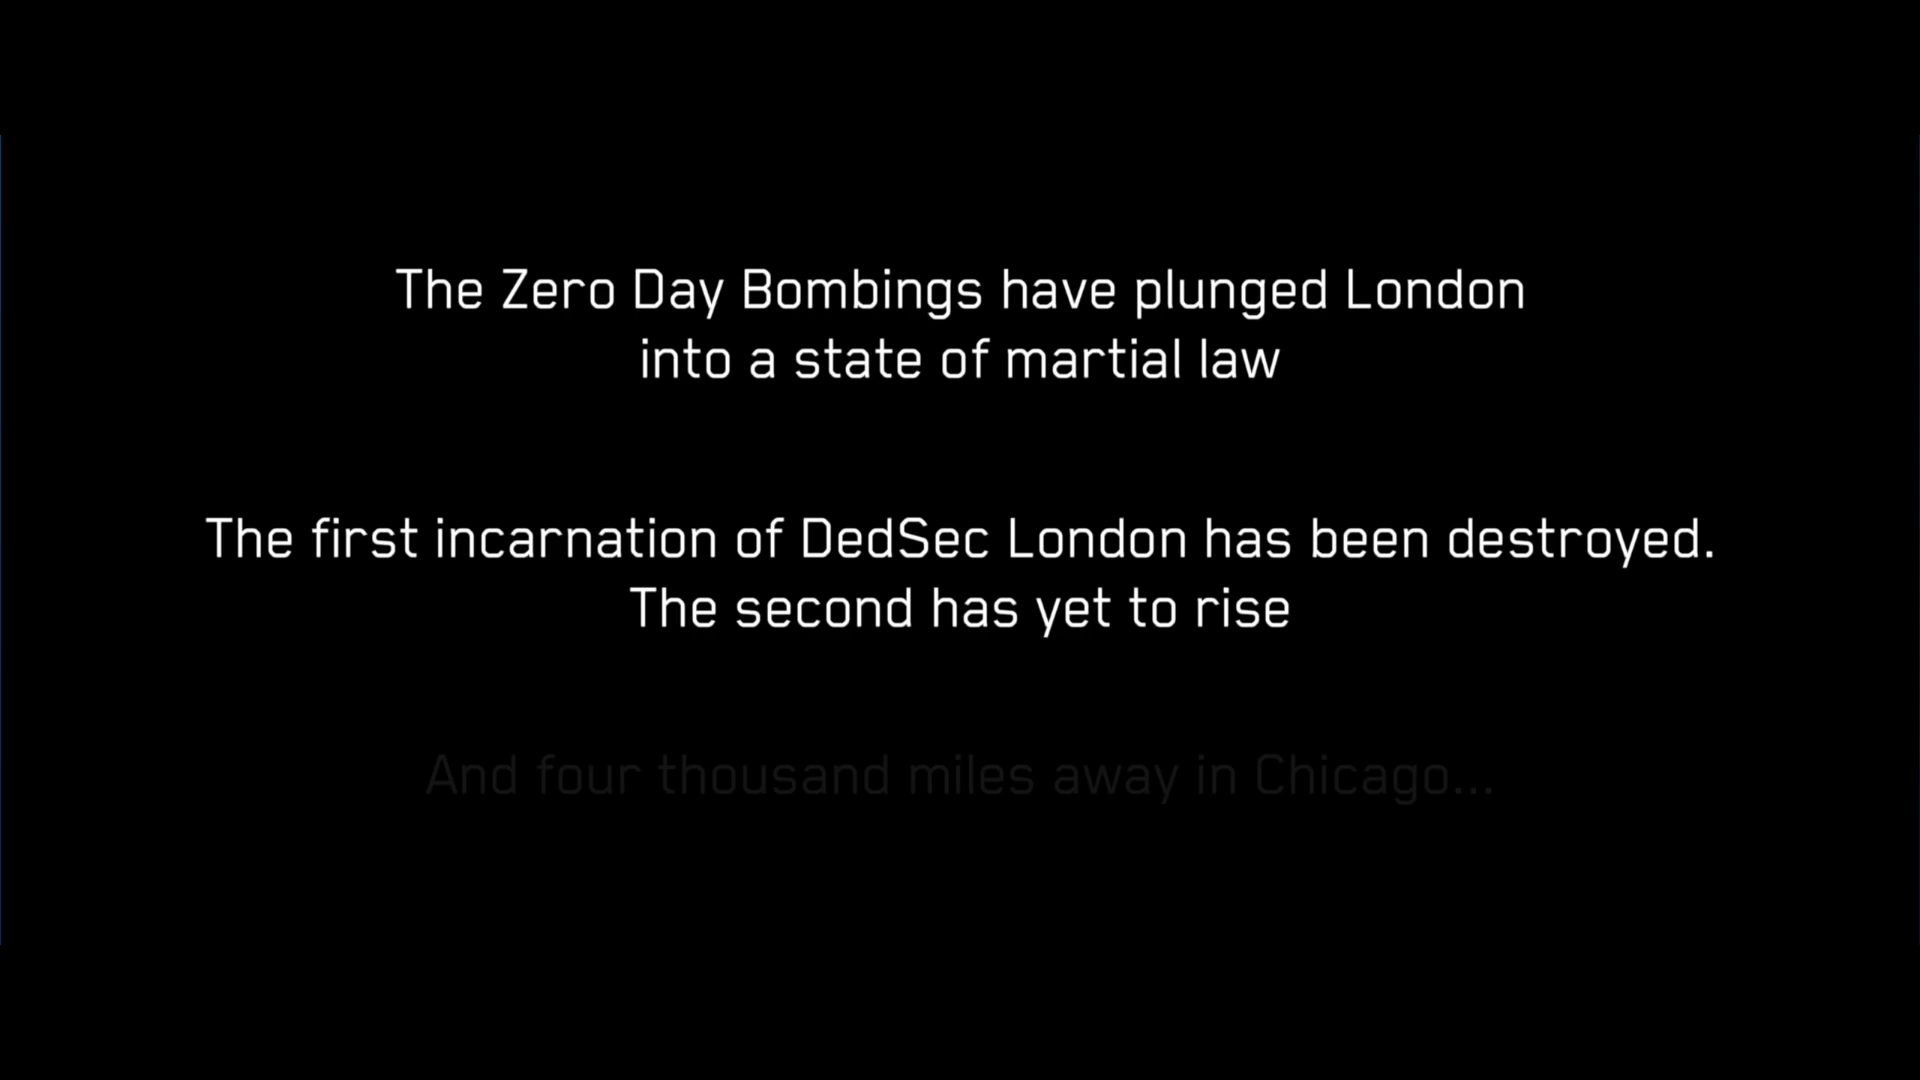 The Zero Day Bombings have plunged London
into a state of martial law
The first incarnation of DedSec London has been destroyed.
The second has yet to rise
And four thousand miles away in Chicago...